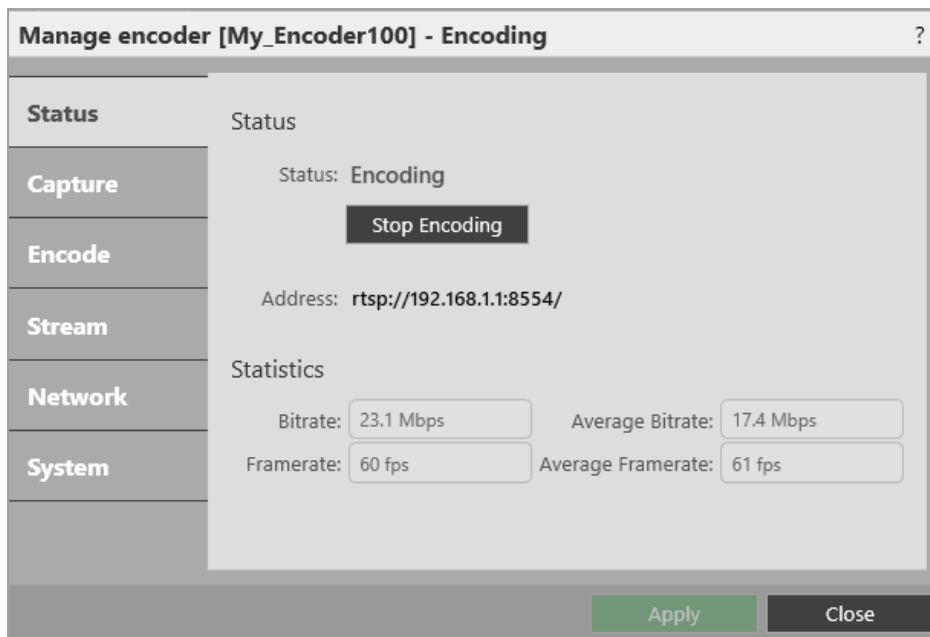 Manage encoder [My_Encoder100] - Encoding ?
Status
Capture
Encode
Stream
Network
System
Status
Status: Encoding
Stop Encoding
Address: rtsp://192.168.1.1:8554/
Statistics
Bitrate: 23.1 Mbps Average Bitrate: 17.4 Mbps
Framerate: 60 fps Average Framerate: 61 fps
Apply Close